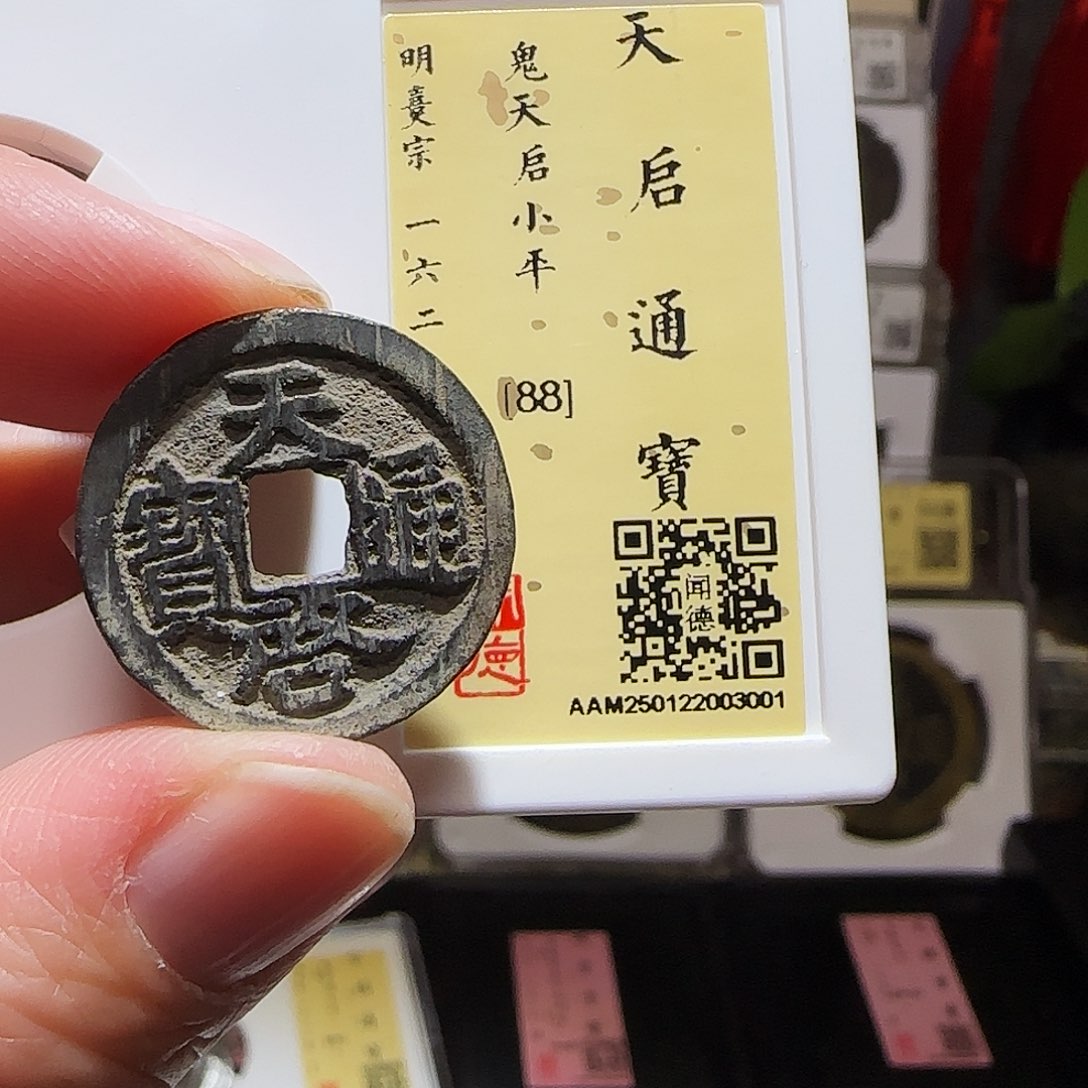 天启通寶
鬼天启小平
[88]
明熹宗 一六二
闻德
AAM250122003001
德
天啓通寶